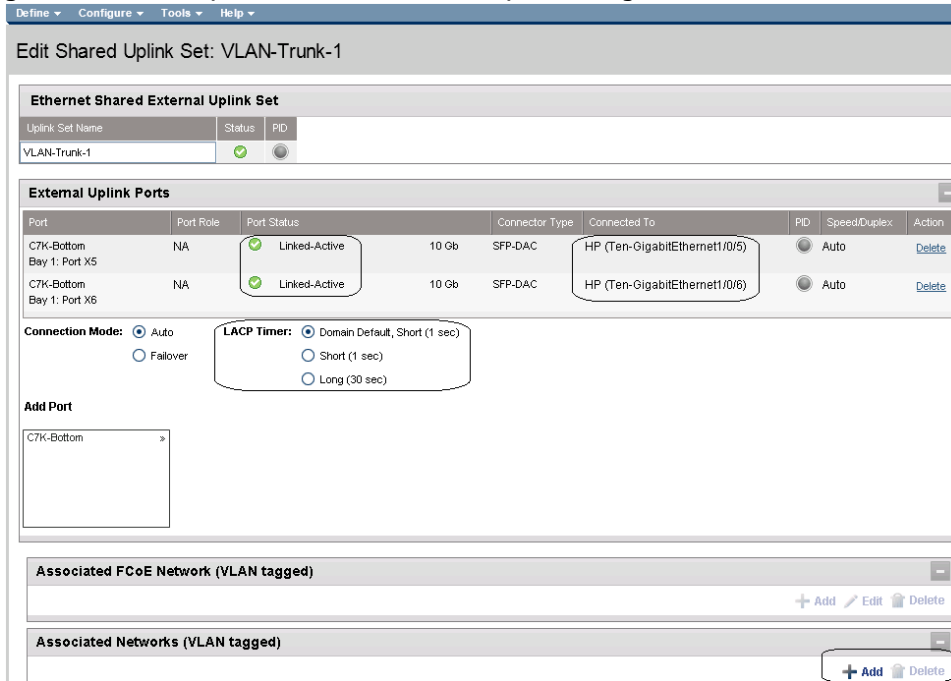 Define Configure Tools Help
Edit Shared Uplink Set: VLAN-Trunk-1
Ethernet Shared External Uplink Set
Uplink Set Name Status PID
VLAN-Trunk-1
External Uplink Ports
Port Port Role Port Status Connector Type Connected To PID Speed/Duplex Action
C7K-Bottom NA Linked-Active 10 Gb SFP-DAC HP (Ten-GigabitEthernet1/0/5) Auto Delete
Bay 1: Port X5
C7K-Bottom NA Linked-Active 10 Gb SFP-DAC HP (Ten-GigabitEthernet1/0/6) Auto Delete
Bay 1: Port X6
Connection Mode: Auto LACP Timer: Domain Default, Short (1 sec)
Failover Short (1 sec)
Long (30 sec)
Add Port
C7K-Bottom »
Associated FCoE Network (VLAN tagged)
Add Edit Delete
Associated Networks (VLAN tagged)
Add Delete